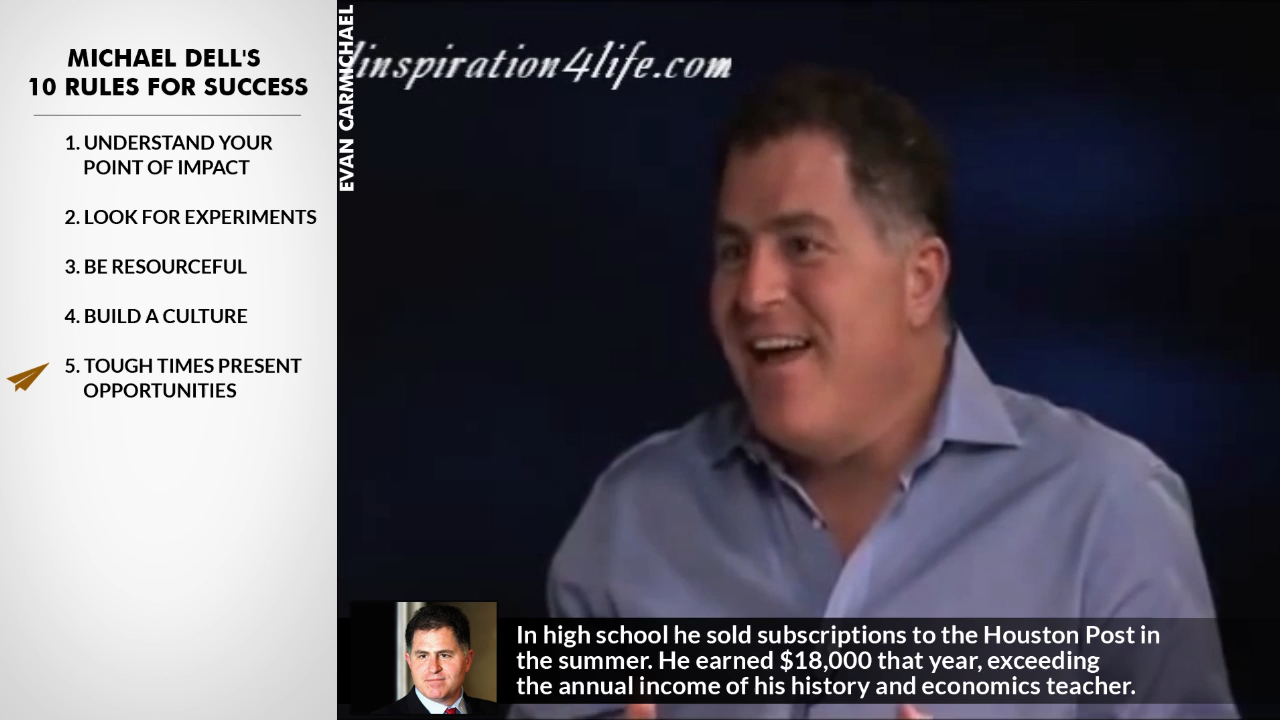 MICHAEL DELL'S
10 RULES FOR SUCCESS
1. UNDERSTAND YOUR
POINT OF IMPACT
2. LOOK FOR EXPERIMENTS
3. BE RESOURCEFUL
4. BUILD A CULTURE
5. TOUGH TIMES PRESENT
OPPORTUNITIES
EVAN CARMICHAEL
/inspiration4life.com
In high school he sold subscriptions to the Houston Post in
the summer. He earned $18,000 that year, exceeding
the annual income of his history and economics teacher.